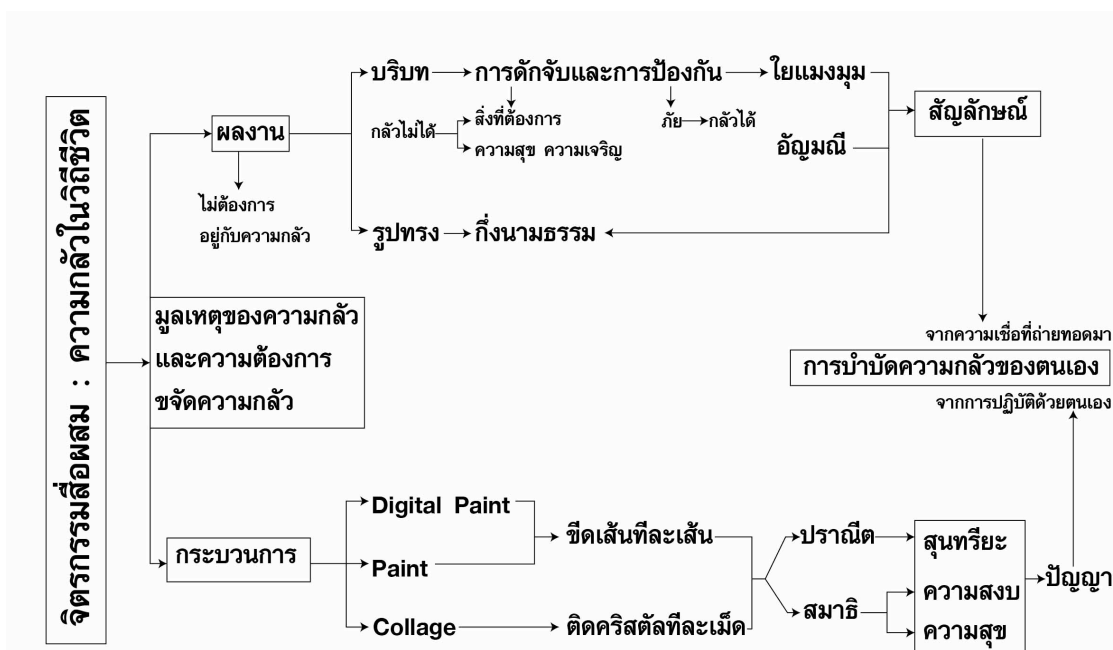 จิตรกรรมสื่อผสม : ความกลัวในวิถีชีวิต
ผลงาน
ไม่ต้องการ
อยู่กับความกลัว
บริบท
การดักจับและการป้องกัน
ใยแมงมุม
กลัวไม่ได้
สิ่งที่ต้องการ
ความสุข ความเจริญ
ภัย
กลัวได้
อัญมณี
สัญลักษณ์
รูปทรง
กึ่งนามธรรม
มูลเหตุของความกลัว
และความต้องการ
ขจัดความกลัว
จากความเชื่อที่ถ่ายทอดมา
การบำบัดความกลัวของตนเอง
จากการปฏิบัติด้วยตนเอง
กระบวนการ
Digital Paint
Paint
Collage
ขีดเส้นทีละเส้น
ติดคริสตัลทีละเม็ด
ปราณีต
สมาธิ
สุนทรียะ
ความสงบ
ความสุข
ปัญญา